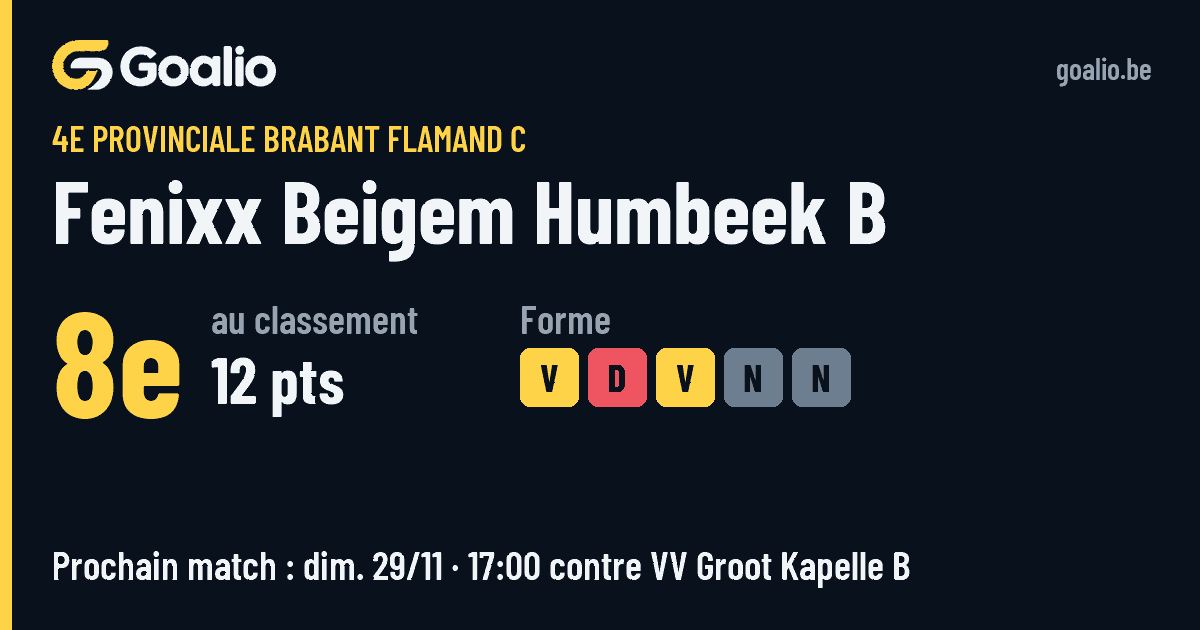 Goalio
goalio.be
4E PROVINCIALE BRABANT FLAMAND C
Fenixx Beigem Humbeek B
8e
au classement
12 pts
Forme
V D V N N
Prochain match : dim. 29/11 · 17:00 contre VV Groot Kapelle B